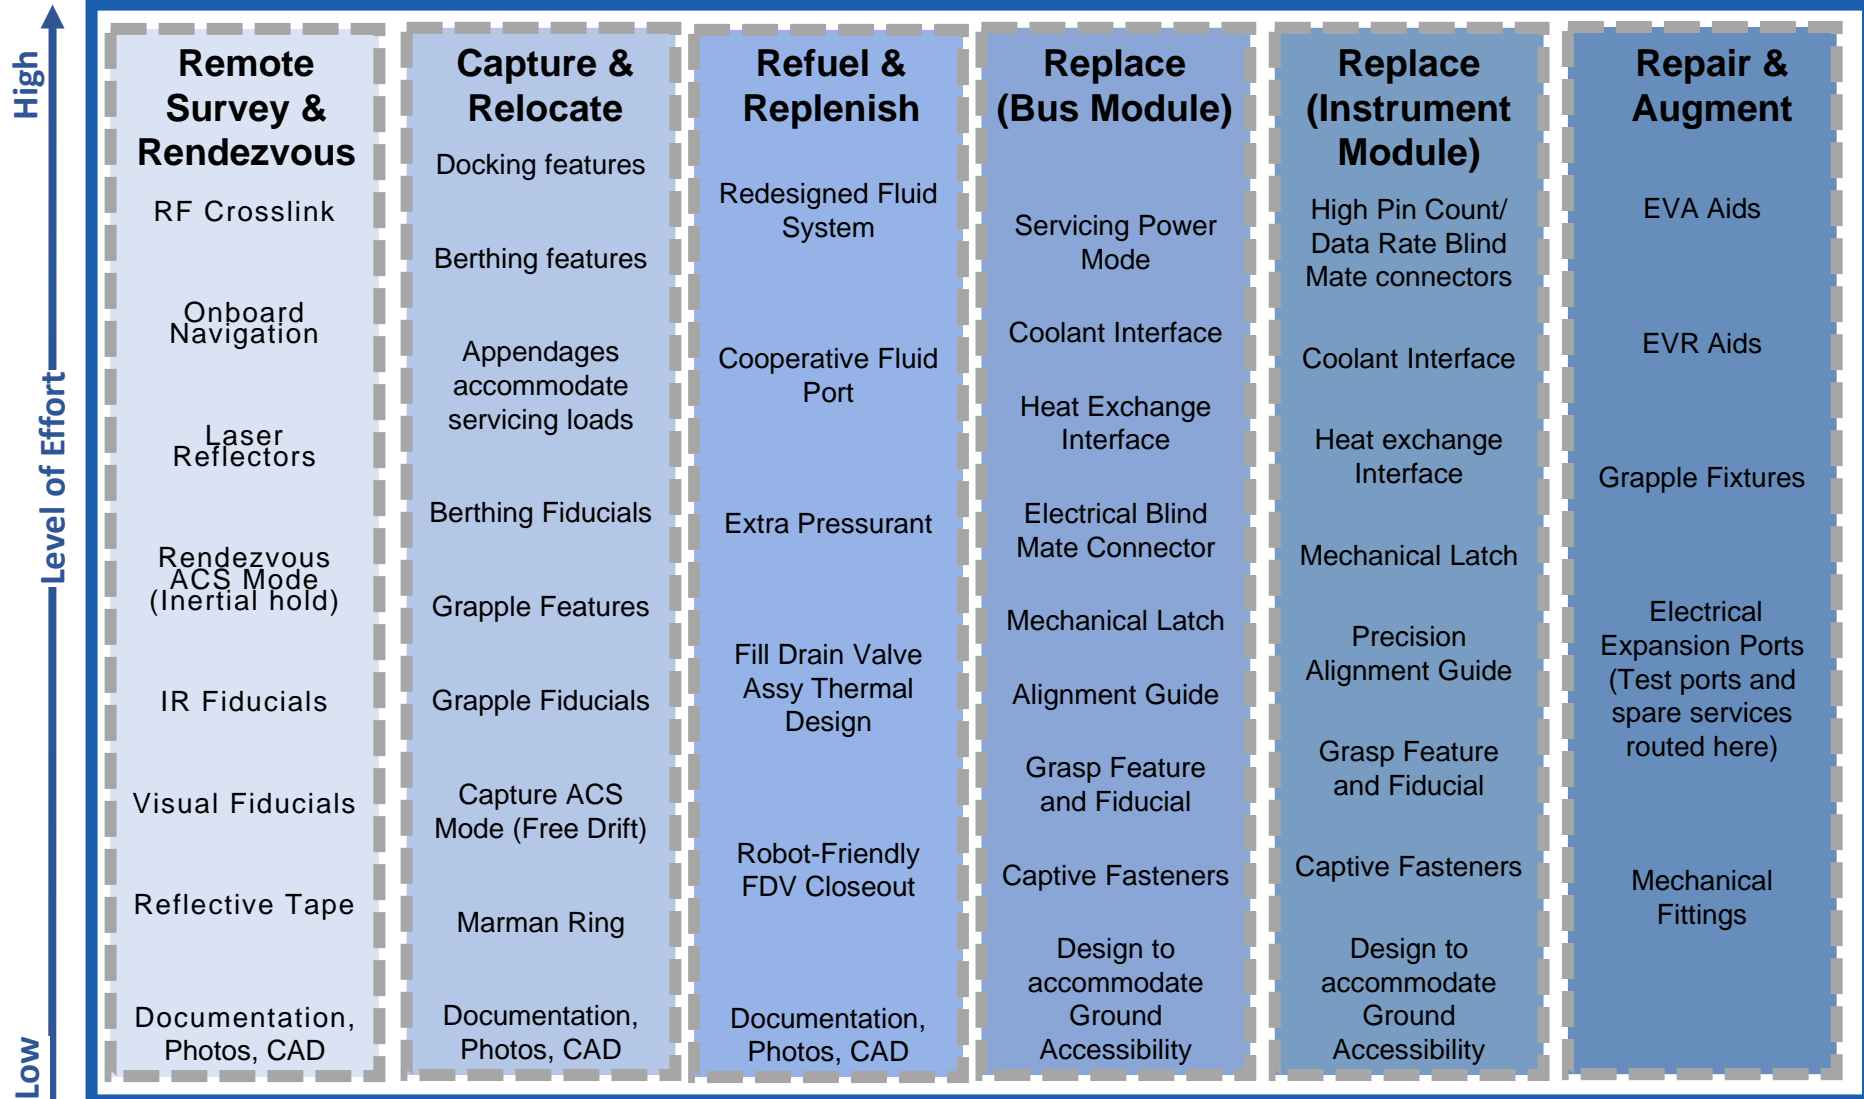 High
Level of Effort
Low
Remote
Survey &
Rendezvous
RF Crosslink
Onboard
Navigation
Laser
Reflectors
Rendezvous
ACS Mode
(Inertial hold)
IR Fiducials
Visual Fiducials
Reflective Tape
Documentation,
Photos, CAD
Capture &
Relocate
Docking features
Berthing features
Appendages
accommodate
servicing loads
Berthing Fiducials
Grapple Features
Grapple Fiducials
Capture ACS
Mode (Free Drift)
Marman Ring
Documentation,
Photos, CAD
Refuel &
Replenish
Redesigned Fluid
System
Cooperative Fluid
Port
Extra Pressurant
Fill Drain Valve
Assy Thermal
Design
Robot-Friendly
FDV Closeout
Documentation,
Photos, CAD
Replace
(Bus Module)
Servicing Power
Mode
Coolant Interface
Heat Exchange
Interface
Electrical Blind
Mate Connector
Mechanical Latch
Alignment Guide
Grasp Feature
and Fiducial
Captive Fasteners
Design to
accommodate
Ground
Accessibility
Replace
(Instrument
Module)
High Pin Count/
Data Rate Blind
Mate connectors
Coolant Interface
Heat exchange
Interface
Mechanical Latch
Precision
Alignment Guide
Grasp Feature
and Fiducial
Captive Fasteners
Design to
accommodate
Ground
Accessibility
Repair &
Augment
EVA Aids
EVR Aids
Grapple Fixtures
Electrical
Expansion Ports
(Test ports and
spare services
routed here)
Mechanical
Fittings